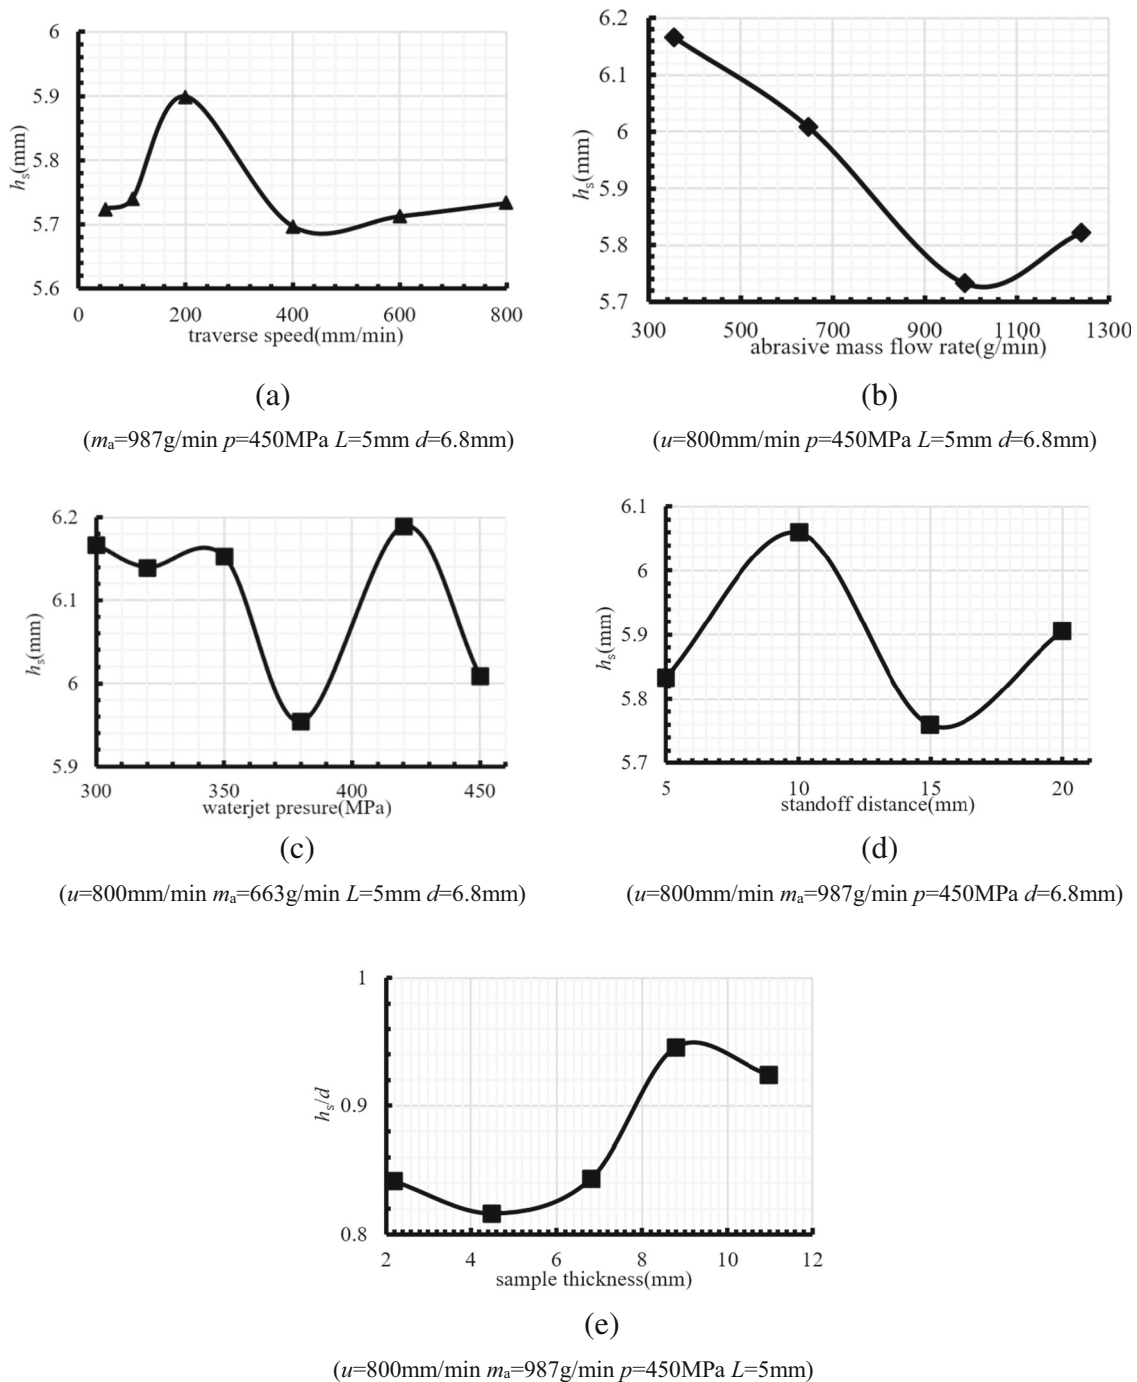 6
5.9
5.8
5.7
5.6
hs(mm)
0 200 400 600 800
traverse speed(mm/min)
(a)
(ma=987g/min p=450MPa L=5mm d=6.8mm)
6.2
6.1
6
5.9
5.8
5.7
hs(mm)
300 500 700 900 1100 1300
abrasive mass flow rate(g/min)
(b)
(u=800mm/min p=450MPa L=5mm d=6.8mm)
6.2
6.1
6
5.9
hs(mm)
300 350 400 450
waterjet presure(MPa)
(c)
(u=800mm/min ma=663g/min L=5mm d=6.8mm)
6.1
6
5.9
5.8
5.7
hs(mm)
5 10 15 20
standoff distance(mm)
(d)
(u=800mm/min ma=987g/min p=450MPa d=6.8mm)
1
0.9
0.8
hs/d
2 4 6 8 10 12
sample thickness(mm)
(e)
(u=800mm/min ma=987g/min p=450MPa L=5mm)